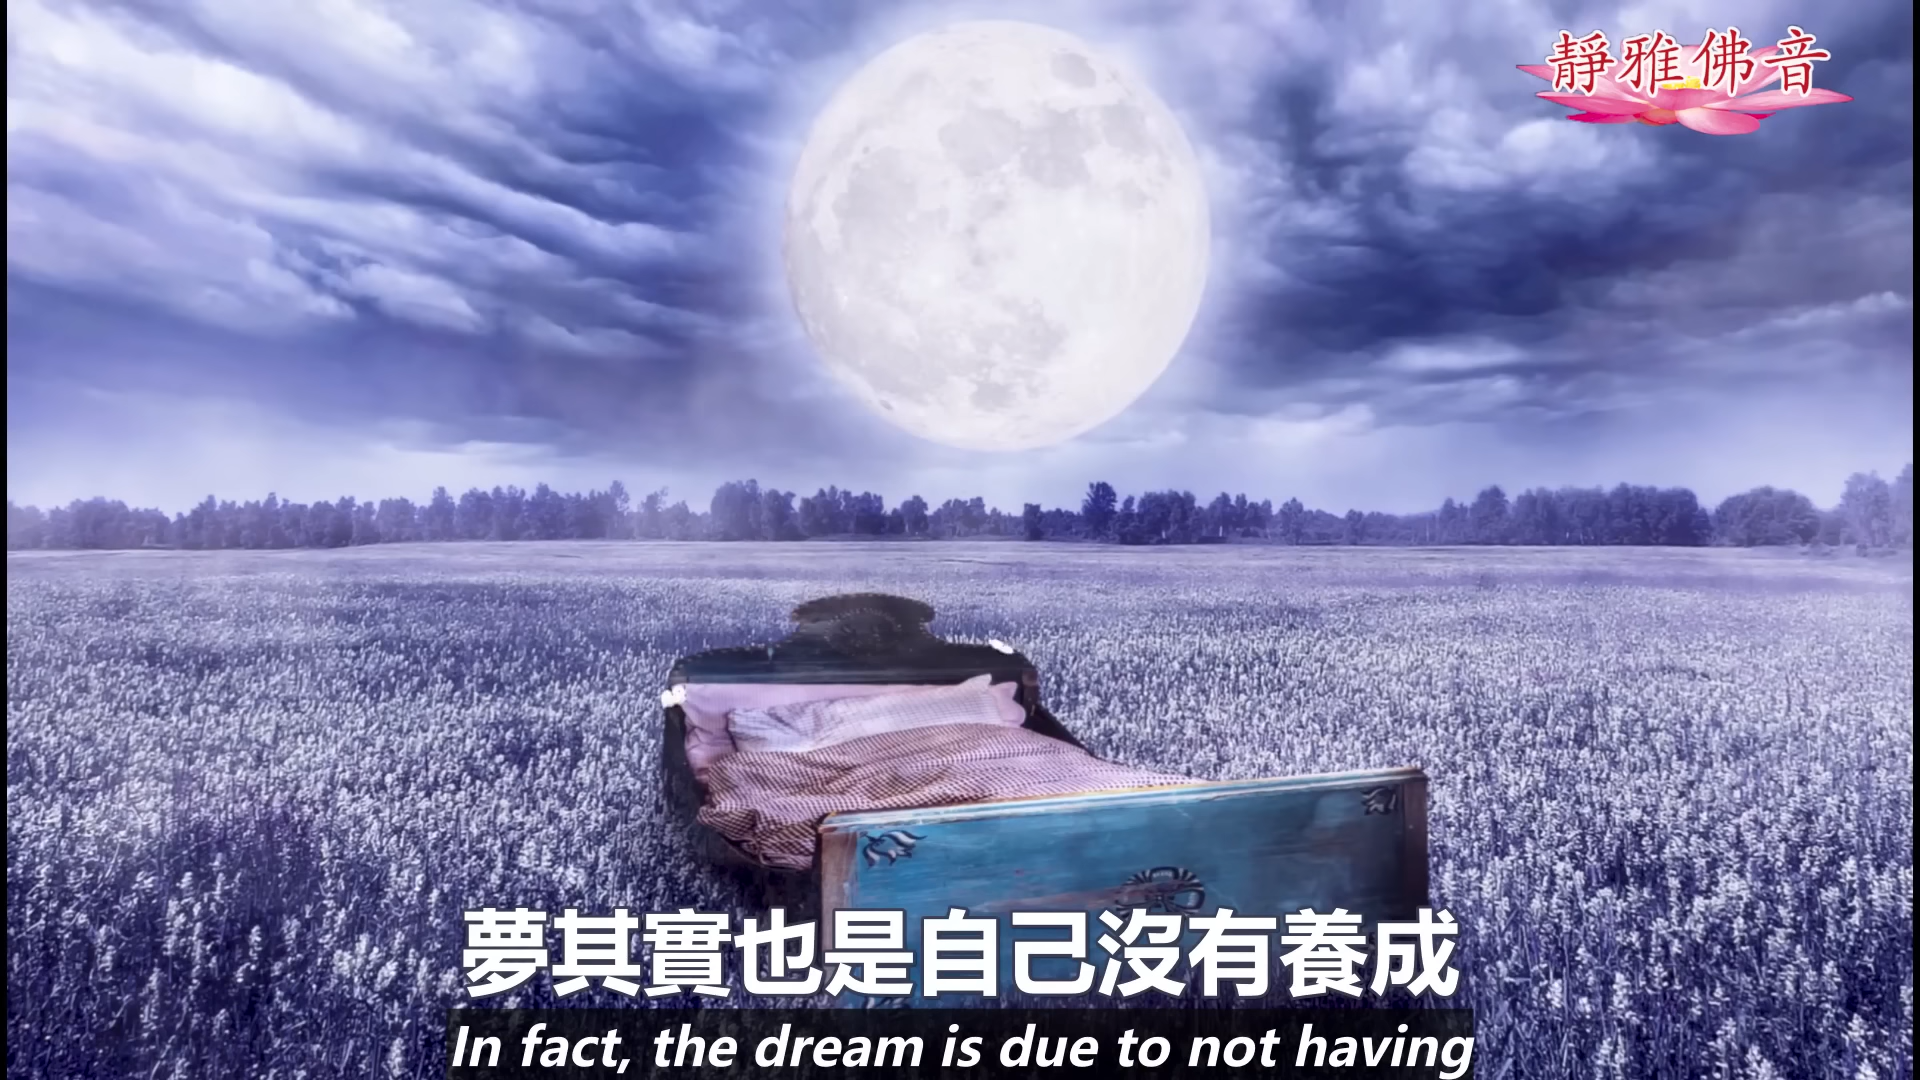 靜雅佛音
夢其實也是自己沒有養成
In fact, the dream is due to not having